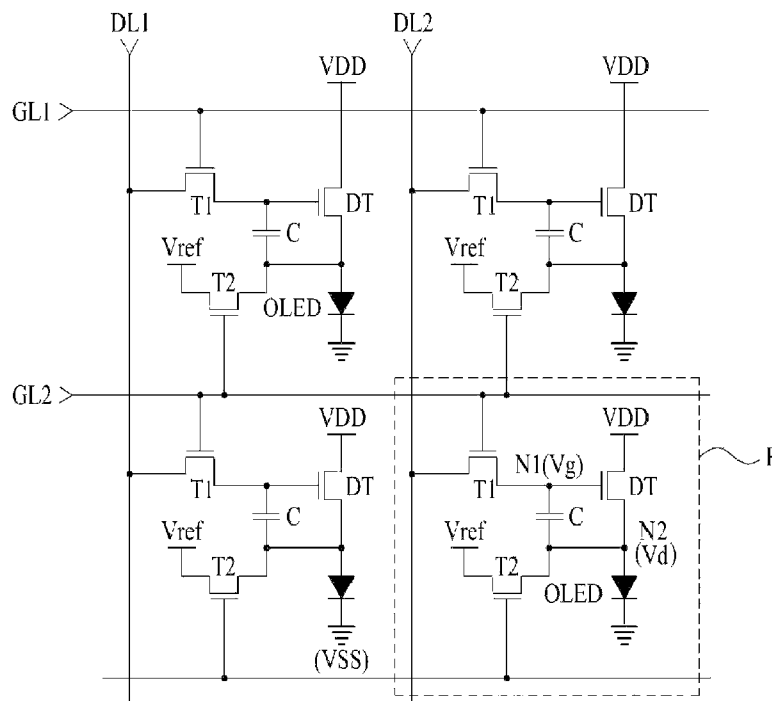 DL1 DL2
VDD VDD
GL1
T1 DT T1 DT
C C
Vref Vref
T2 T2
OLED
GL2
VDD VDD
N1(Vg)
T1 DT T1 DT
C C
N2
(Vd)
Vref Vref
T2 T2
OLED
(VSS)